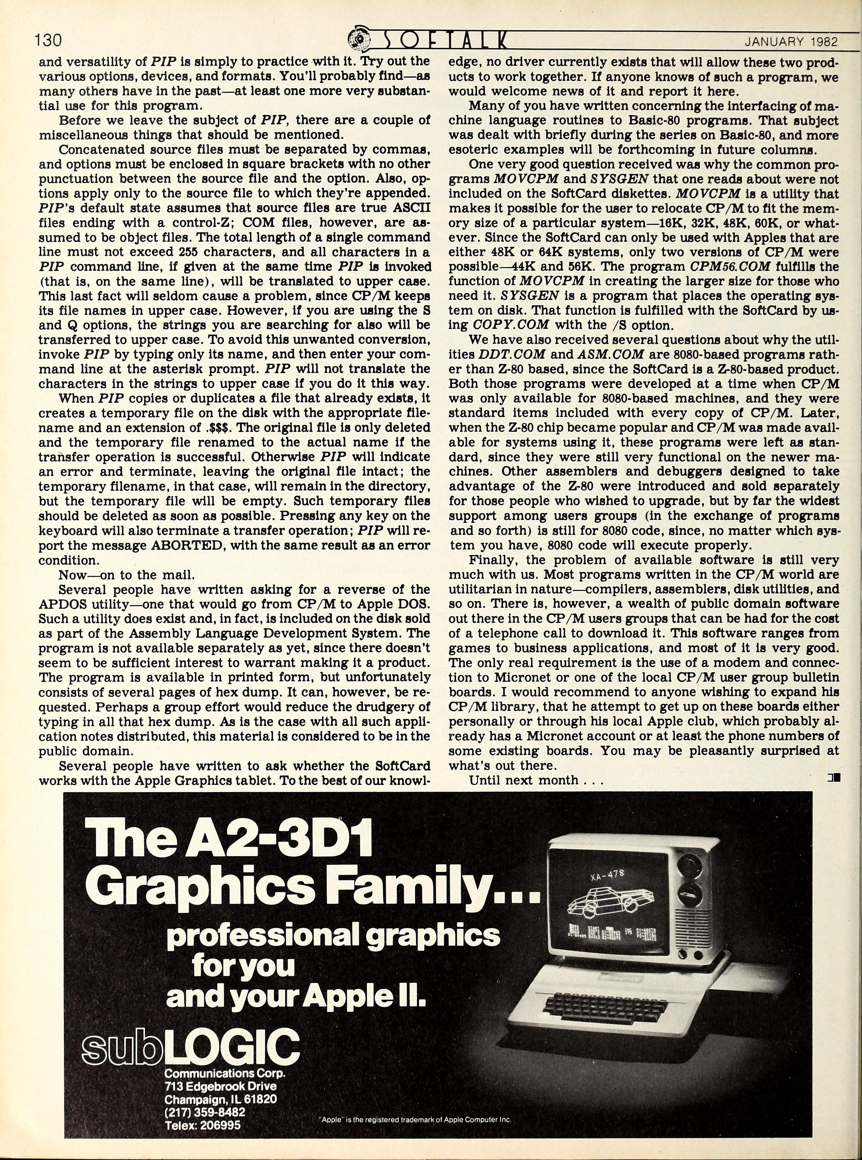 130
SOFTALK
JANUARY 1982
and versatility of PIP is simply to practice with it. Try out the
various options, devices, and formats. You'll probably find—as
many others have in the past—at least one more very substan-
tial use for this program.
Before we leave the subject of PIP, there are a couple of
miscellaneous things that should be mentioned.
Concatenated source files must be separated by commas,
and options must be enclosed in square brackets with no other
punctuation between the source file and the option. Also, op-
tions apply only to the source file to which they're appended.
PIP's default state assumes that source files are true ASCII
files ending with a control-Z; COM files, however, are as-
sumed to be object files. The total length of a single command
line must not exceed 255 characters, and all characters in a
PIP command line, if given at the same time PIP is invoked
(that is, on the same line), will be translated to upper case.
This last fact will seldom cause a problem, since CP/M keeps
its file names in upper case. However, if you are using the S
and Q options, the strings you are searching for also will be
transferred to upper case. To avoid this unwanted conversion,
invoke PIP by typing only its name, and then enter your com-
mand line at the asterisk prompt. PIP will not translate the
characters in the strings to upper case if you do it this way.
When PIP copies or duplicates a file that already exists, it
creates a temporary file on the disk with the appropriate file-
name and an extension of .$$$. The original file is only deleted
and the temporary file renamed to the actual name if the
transfer operation is successful. Otherwise PIP will indicate
an error and terminate, leaving the original file intact; the
temporary filename, in that case, will remain in the directory,
but the temporary file will be empty. Such temporary files
should be deleted as soon as possible. Pressing any key on the
keyboard will also terminate a transfer operation; PIP will re-
port the message ABORTED, with the same result as an error
condition.
Now—on to the mail.
Several people have written asking for a reverse of the
APDOS utility—one that would go from CP/M to Apple DOS.
Such a utility does exist and, in fact, is included on the disk sold
as part of the Assembly Language Development System. The
program is not available separately as yet, since there doesn't
seem to be sufficient interest to warrant making it a product.
The program is available in printed form, but unfortunately
consists of several pages of hex dump. It can, however, be re-
quested. Perhaps a group effort would reduce the drudgery of
typing in all that hex dump. As is the case with all such appli-
cation notes distributed, this material is considered to be in the
public domain.
Several people have written to ask whether the SoftCard
works with the Apple Graphics tablet. To the best of our knowl-
edge, no driver currently exists that will allow these two prod-
ucts to work together. If anyone knows of such a program, we
would welcome news of it and report it here.
Many of you have written concerning the interfacing of ma-
chine language routines to Basic-80 programs. That subject
was dealt with briefly during the series on Basic-80, and more
esoteric examples will be forthcoming in future columns.
One very good question received was why the common pro-
grams MOVCPM and SYSGEN that one reads about were not
included on the SoftCard diskettes. MOVCPM is a utility that
makes it possible for the user to relocate CP/M to fit the mem-
ory size of a particular system—16K, 32K, 48K, 60K, or what-
ever. Since the SoftCard can only be used with Apples that are
either 48K or 64K systems, only two versions of CP/M were
possible—44K and 56K. The program CPM56.COM fulfills the
function of MOVCPM in creating the larger size for those who
need it. SYSGEN is a program that places the operating sys-
tem on disk. That function is fulfilled with the SoftCard by us-
ing COPY.COM with the /S option.
We have also received several questions about why the util-
ities DDT.COM and ASM.COM are 8080-based programs rath-
er than Z-80 based, since the SoftCard is a Z-80-based product.
Both those programs were developed at a time when CP/M
was only available for 8080-based machines, and they were
standard items included with every copy of CP/M. Later,
when the Z-80 chip became popular and CP/M was made avail-
able for systems using it, these programs were left as stan-
dard, since they were still very functional on the newer ma-
chines. Other assemblers and debuggers designed to take
advantage of the Z-80 were introduced and sold separately
for those people who wished to upgrade, but by far the widest
support among users groups (in the exchange of programs
and so forth) is still for 8080 code, since, no matter which sys-
tem you have, 8080 code will execute properly.
Finally, the problem of available software is still very
much with us. Most programs written in the CP/M world are
utilitarian in nature—compilers, assemblers, disk utilities, and
so on. There is, however, a wealth of public domain software
out there in the CP/M users groups that can be had for the cost
of a telephone call to download it. This software ranges from
games to business applications, and most of it is very good.
The only real requirement is the use of a modem and connec-
tion to Micronet or one of the local CP/M user group bulletin
boards. I would recommend to anyone wishing to expand his
CP/M library, that he attempt to get up on these boards either
personally or through his local Apple club, which probably al-
ready has a Micronet account or at least the phone numbers of
some existing boards. You may be pleasantly surprised at
what's out there.
Until next month . . .
The A2-3D1
Graphics Family...
professional graphics
for you
and your Apple II.
XA-478
subLOGIC
Communications Corp.
713 Edgebrook Drive
Champaign, IL 61820
(217) 359-8482
Telex: 206995
"Apple" is the registered trademark of Apple Computer Inc.